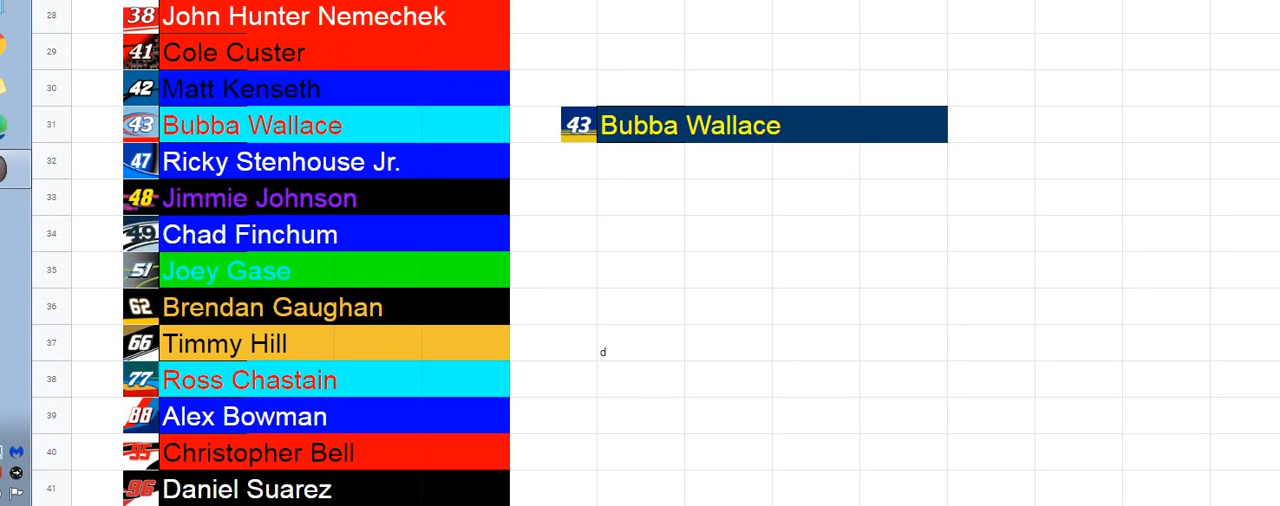 28 38 John Hunter Nemechek
29 41 Cole Custer
30 42 Matt Kenseth
31 43 Bubba Wallace 43 Bubba Wallace
32 47 Ricky Stenhouse Jr.
33 48 Jimmie Johnson
34 49 Chad Finchum
35 51 Joey Gase
36 62 Brendan Gaughan
37 66 Timmy Hill d
38 77 Ross Chastain
39 88 Alex Bowman
40 95 Christopher Bell
41 96 Daniel Suarez